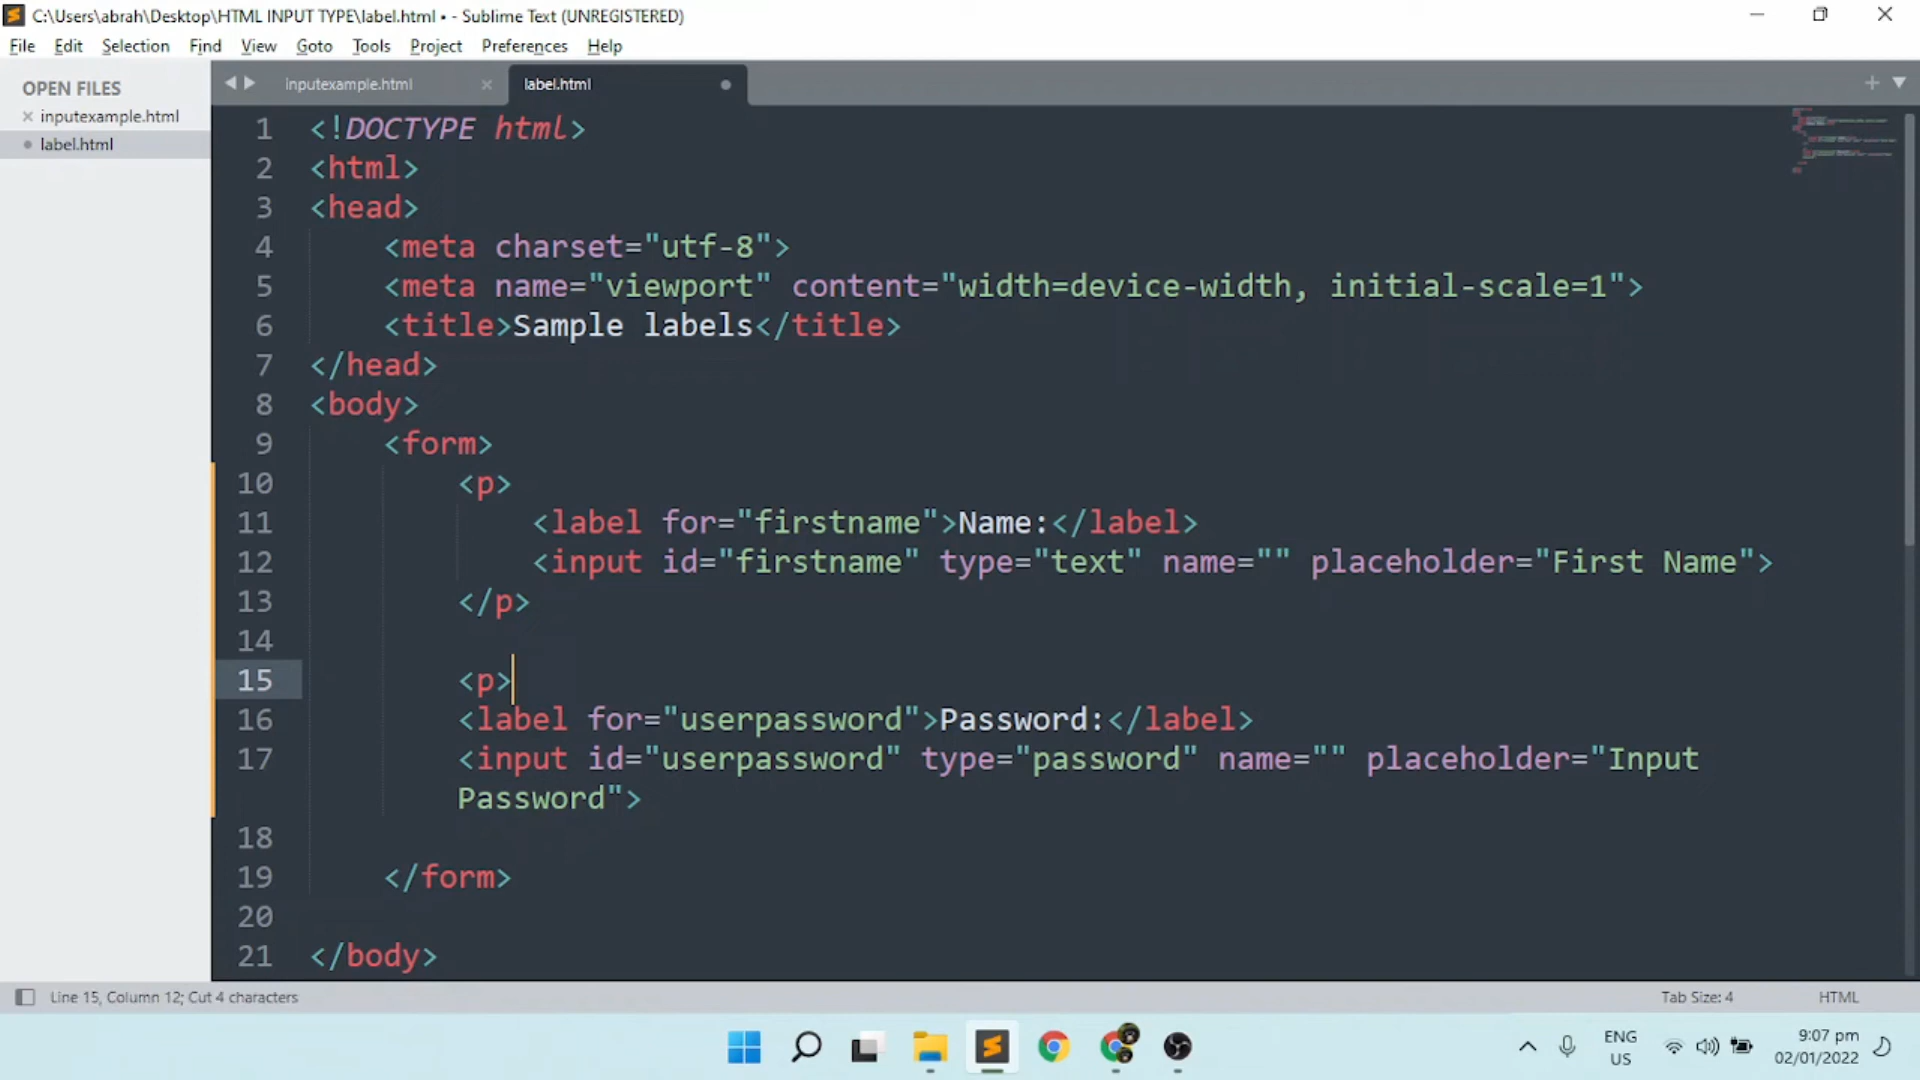 C:\Users\abrah\Desktop\HTML INPUT TYPE\label.html • - Sublime Text (UNREGISTERED)
File Edit Selection Find View Goto Tools Project Preferences Help
OPEN FILES
inputexample.html
label.html
inputexample.html label.html
1 <!DOCTYPE html>
2 <html>
3 <head>
4 <meta charset="utf-8">
5 <meta name="viewport" content="width=device-width, initial-scale=1">
6 <title>Sample labels</title>
7 </head>
8 <body>
9 <form>
10 <p>
11 <label for="firstname">Name:</label>
12 <input id="firstname" type="text" name="" placeholder="First Name">
13 </p>
14
15 <p>
16 <label for="userpassword">Password:</label>
17 <input id="userpassword" type="password" name="" placeholder="Input
Password">
18
19 </form>
20
21 </body>
Line 15, Column 12; Cut 4 characters Tab Size: 4 HTML
ENG
US
9:07 pm
02/01/2022